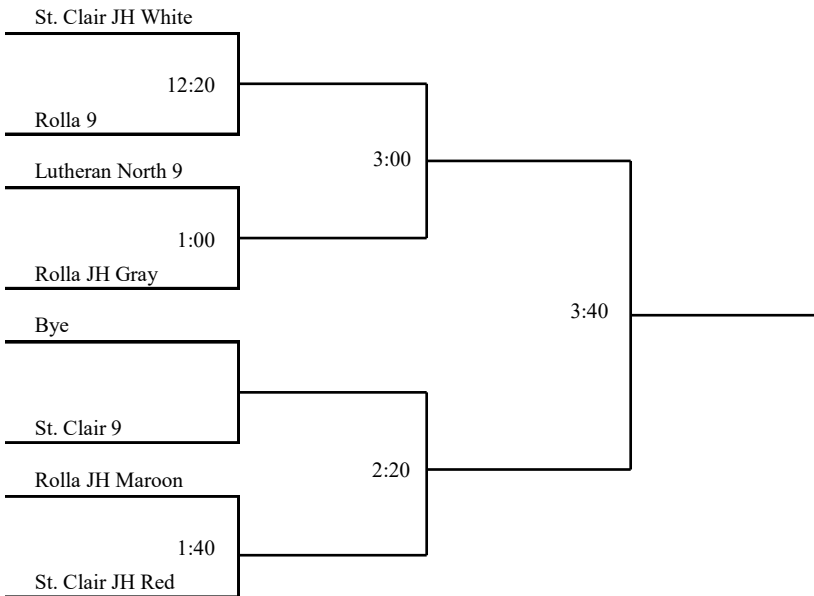 St. Clair JH White
12:20
Rolla 9
3:00
Lutheran North 9
1:00
Rolla JH Gray
3:40
Bye
St. Clair 9
2:20
Rolla JH Maroon
1:40
St. Clair JH Red